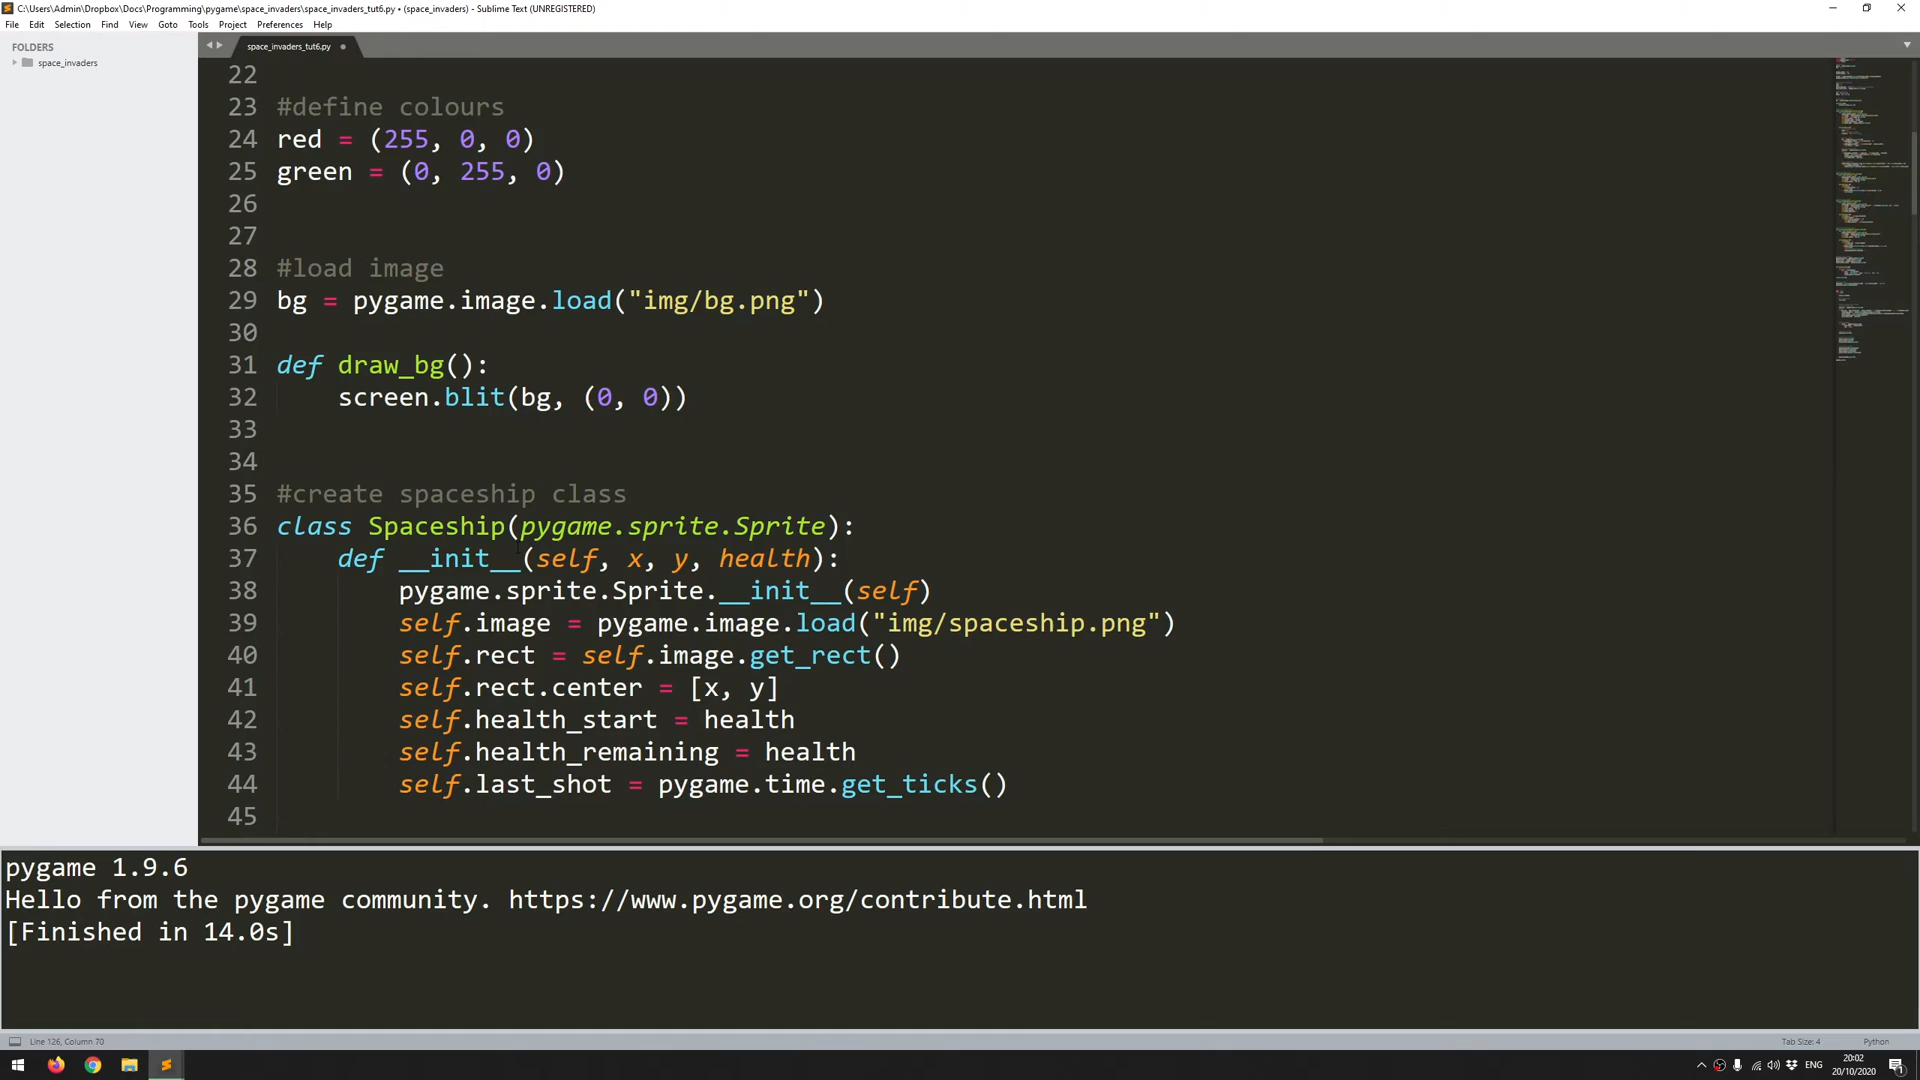 C:\Users\Admin\Dropbox\Docs\Programming\pygame\space_invaders\space_invaders_tut6.py • (space_invaders) - Sublime Text (UNREGISTERED)
File Edit Selection Find View Goto Tools Project Preferences Help
FOLDERS
space_invaders
space_invaders_tut6.py
22
23 #define colours
24 red = (255, 0, 0)
25 green = (0, 255, 0)
26
27
28 #load image
29 bg = pygame.image.load("img/bg.png")
30
31 def draw_bg():
32 screen.blit(bg, (0, 0))
33
34
35 #create spaceship class
36 class Spaceship(pygame.sprite.Sprite):
37 def __init__(self, x, y, health):
38 pygame.sprite.Sprite.__init__(self)
39 self.image = pygame.image.load("img/spaceship.png")
40 self.rect = self.image.get_rect()
41 self.rect.center = [x, y]
42 self.health_start = health
43 self.health_remaining = health
44 self.last_shot = pygame.time.get_ticks()
45
pygame 1.9.6
Hello from the pygame community. https://www.pygame.org/contribute.html
[Finished in 14.0s]
Line 126, Column 70
Tab Size: 4
Python
ENG
20:02
20/10/2020